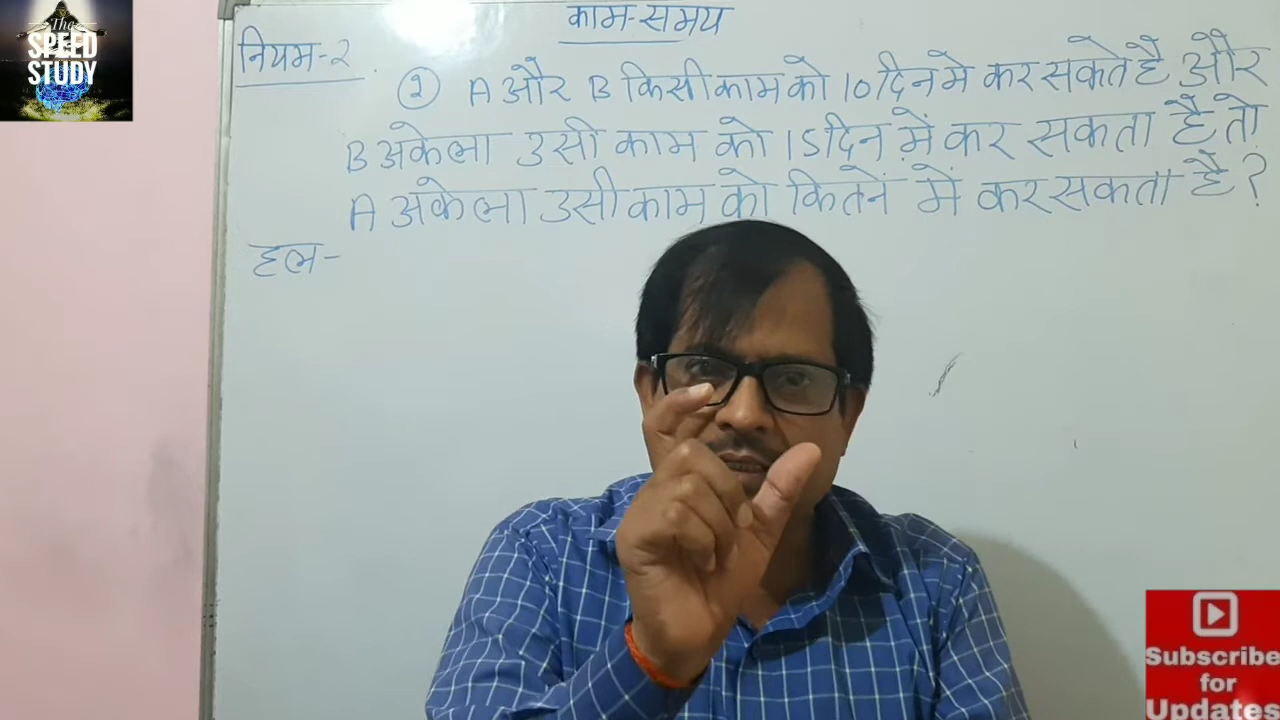 The
SPEED
STUDY
काम-समय
नियम-२
② A और B किसी काम को 10 दिन मे कर सकते है और
B अकेला उसी काम को 15 दिन में कर सकता है तो
A अकेला उसी काम को कितनें में कर सकता है?
हल-
Subscribe
for
Updates